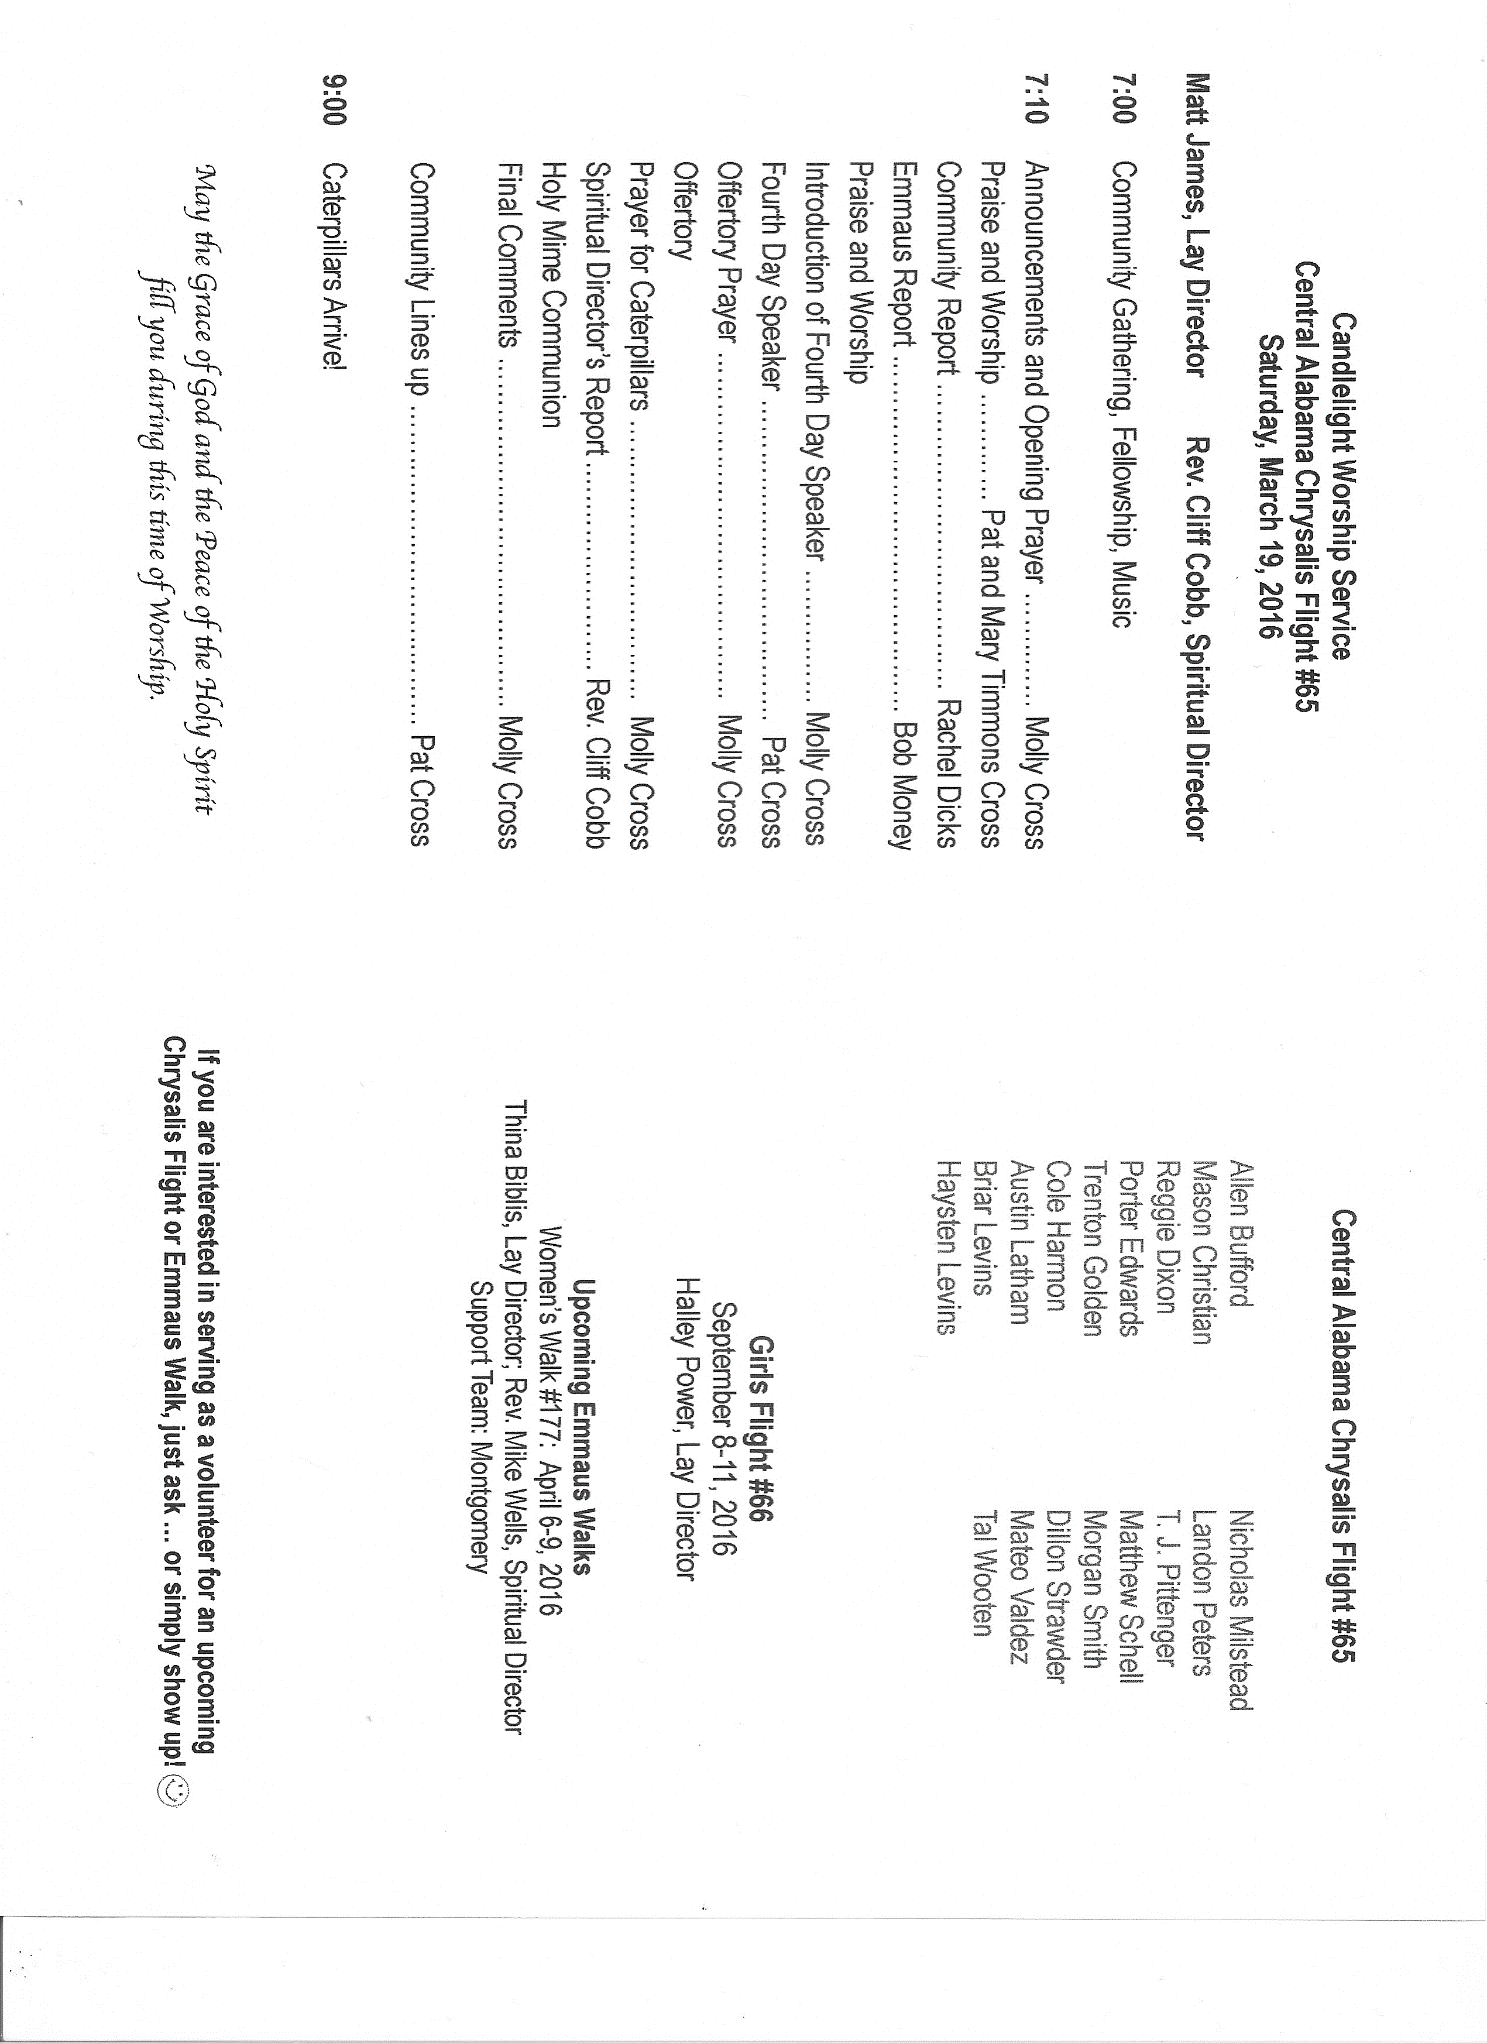 Candlelight Worship Service
Central Alabama Chrysalis Flight #65
Saturday, March 19, 2016
Matt James, Lay Director Rev. Cliff Cobb, Spiritual Director
7:00 Community Gathering, Fellowship, Music
7:10 Announcements and Opening Prayer ............ Molly Cross
Praise and Worship ............ Pat and Mary Timmons Cross
Community Report .................................. Rachel Dicks
Emmaus Report ....................................... Bob Money
Praise and Worship
Introduction of Fourth Day Speaker ............... Molly Cross
Fourth Day Speaker .................................... Pat Cross
Offertory Prayer ....................................... Molly Cross
Offertory
Prayer for Caterpillars ............................... Molly Cross
Spiritual Director's Report ....................... Rev. Cliff Cobb
Holy Mime Communion
Final Comments ....................................... Molly Cross
Community Lines up .................................... Pat Cross
9:00 Caterpillars Arrive!
May the Grace of God and the Peace of the Holy Spirit
fill you during this time of Worship.
Central Alabama Chrysalis Flight #65
Allen Bufford Nicholas Milstead
Mason Christian Landon Peters
Reggie Dixon T.J. Pittenger
Porter Edwards Matthew Schell
Trenton Golden Morgan Smith
Cole Harmon Dillon Strawder
Austin Latham Mateo Valdez
Briar Levins Tal Wooten
Haysten Levins
Girls Flight #66
September 8-11, 2016
Halley Power, Lay Director
Upcoming Emmaus Walks
Women's Walk #177: April 6-9, 2016
Thina Biblis, Lay Director; Rev. Mike Wells, Spiritual Director
Support Team: Montgomery
If you are interested in serving as a volunteer for an upcoming
Chrysalis Flight or Emmaus Walk, just ask ... or simply show up! ☺